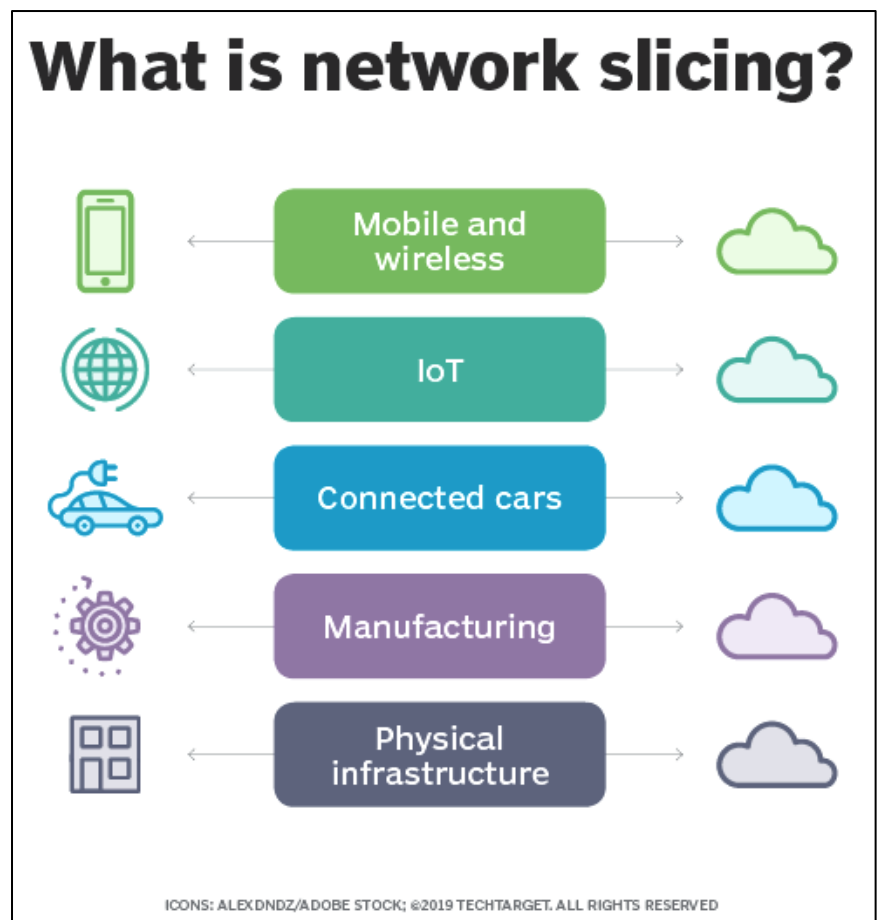 What is network slicing?
Mobile and
wireless
IoT
Connected cars
Manufacturing
Physical
infrastructure
ICONS: ALEXDNDZ/ADOBE STOCK; ©2019 TECHTARGET. ALL RIGHTS RESERVED